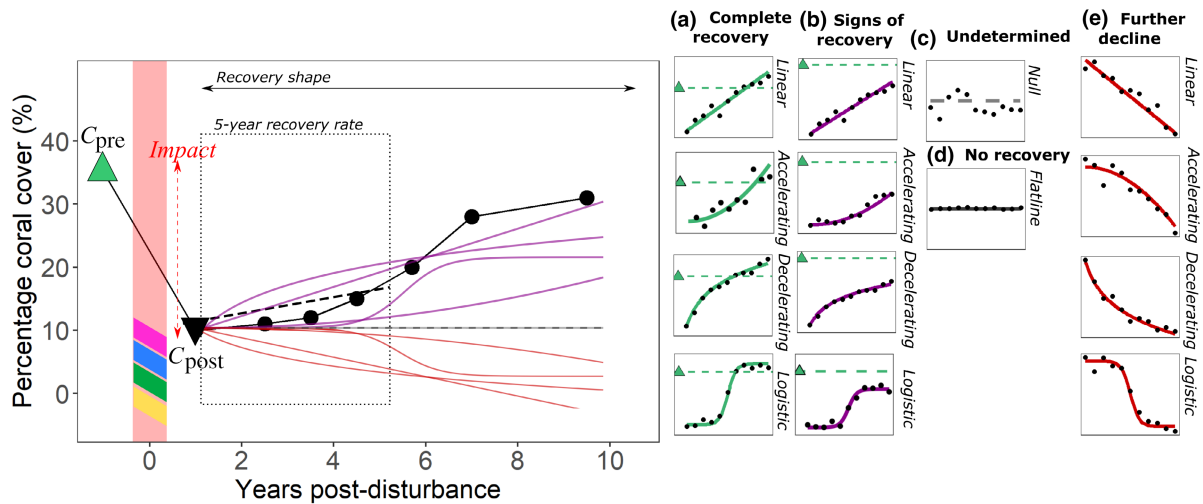 Percentage coral cover (%)
40
30
20
10
0
0
2
4
6
8
10
Years post-disturbance
Recovery shape
5-year recovery rate
Impact
Cpre
Cpost
(a) Complete
recovery
Linear
Accelerating
Decelerating
Logistic
(b) Signs of
recovery
Linear
Accelerating
Decelerating
Logistic
(c) Undetermined
Null
(d) No recovery
Flatline
(e) Further
decline
Linear
Accelerating
Decelerating
Logistic